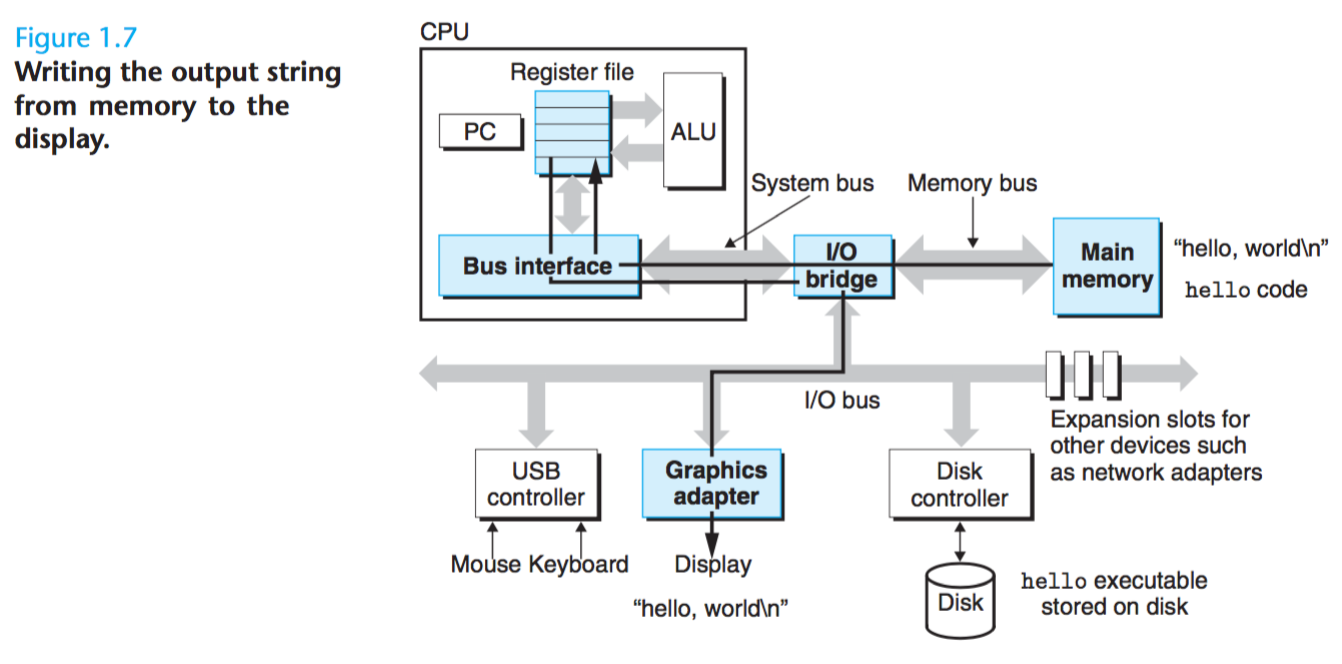 Figure 1.7
Writing the output string
from memory to the
display.
CPU
Register file
PC
ALU
System bus
Memory bus
Bus interface
I/O
bridge
Main
memory
“hello, world\n”
hello code
I/O bus
Expansion slots for
other devices such
as network adapters
USB
controller
Graphics
adapter
Disk
controller
Mouse Keyboard
Display
“hello, world\n”
Disk
hello executable
stored on disk